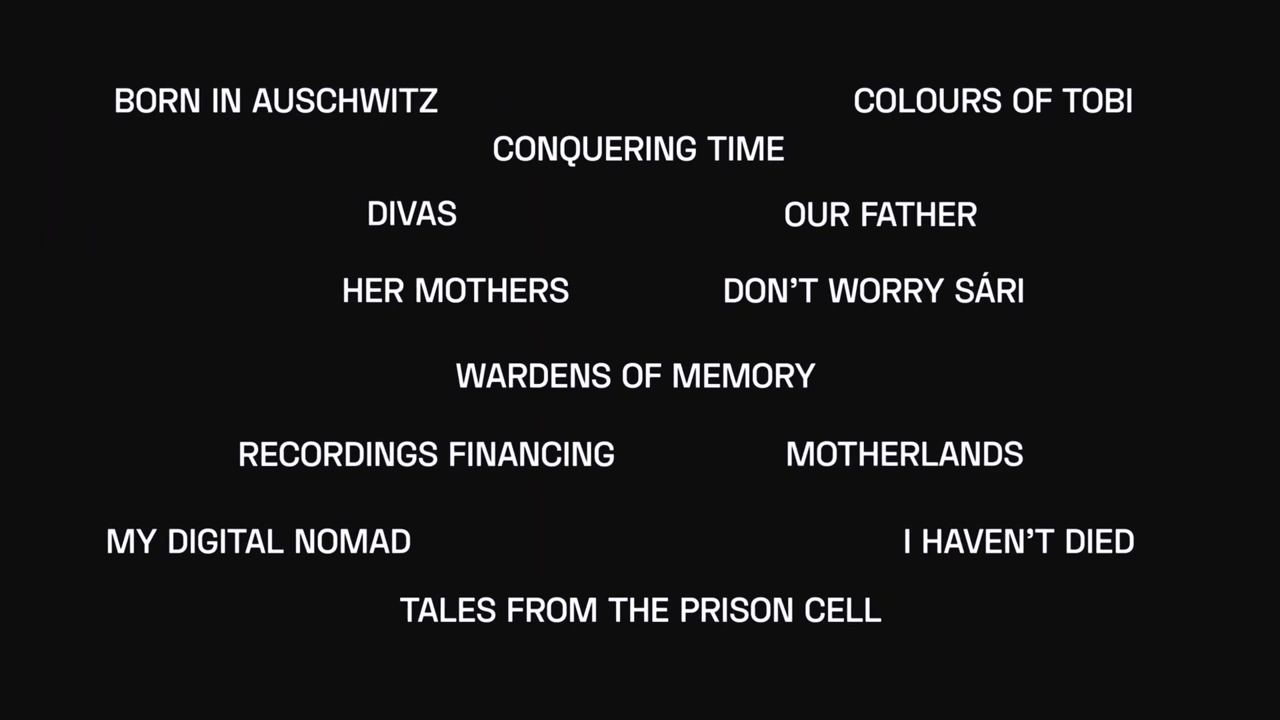 BORN IN AUSCHWITZ
COLOURS OF TOBI
CONQUERING TIME
DIVAS
OUR FATHER
HER MOTHERS
DON’T WORRY SÁRI
WARDENS OF MEMORY
RECORDINGS FINANCING
MOTHERLANDS
MY DIGITAL NOMAD
I HAVEN’T DIED
TALES FROM THE PRISON CELL